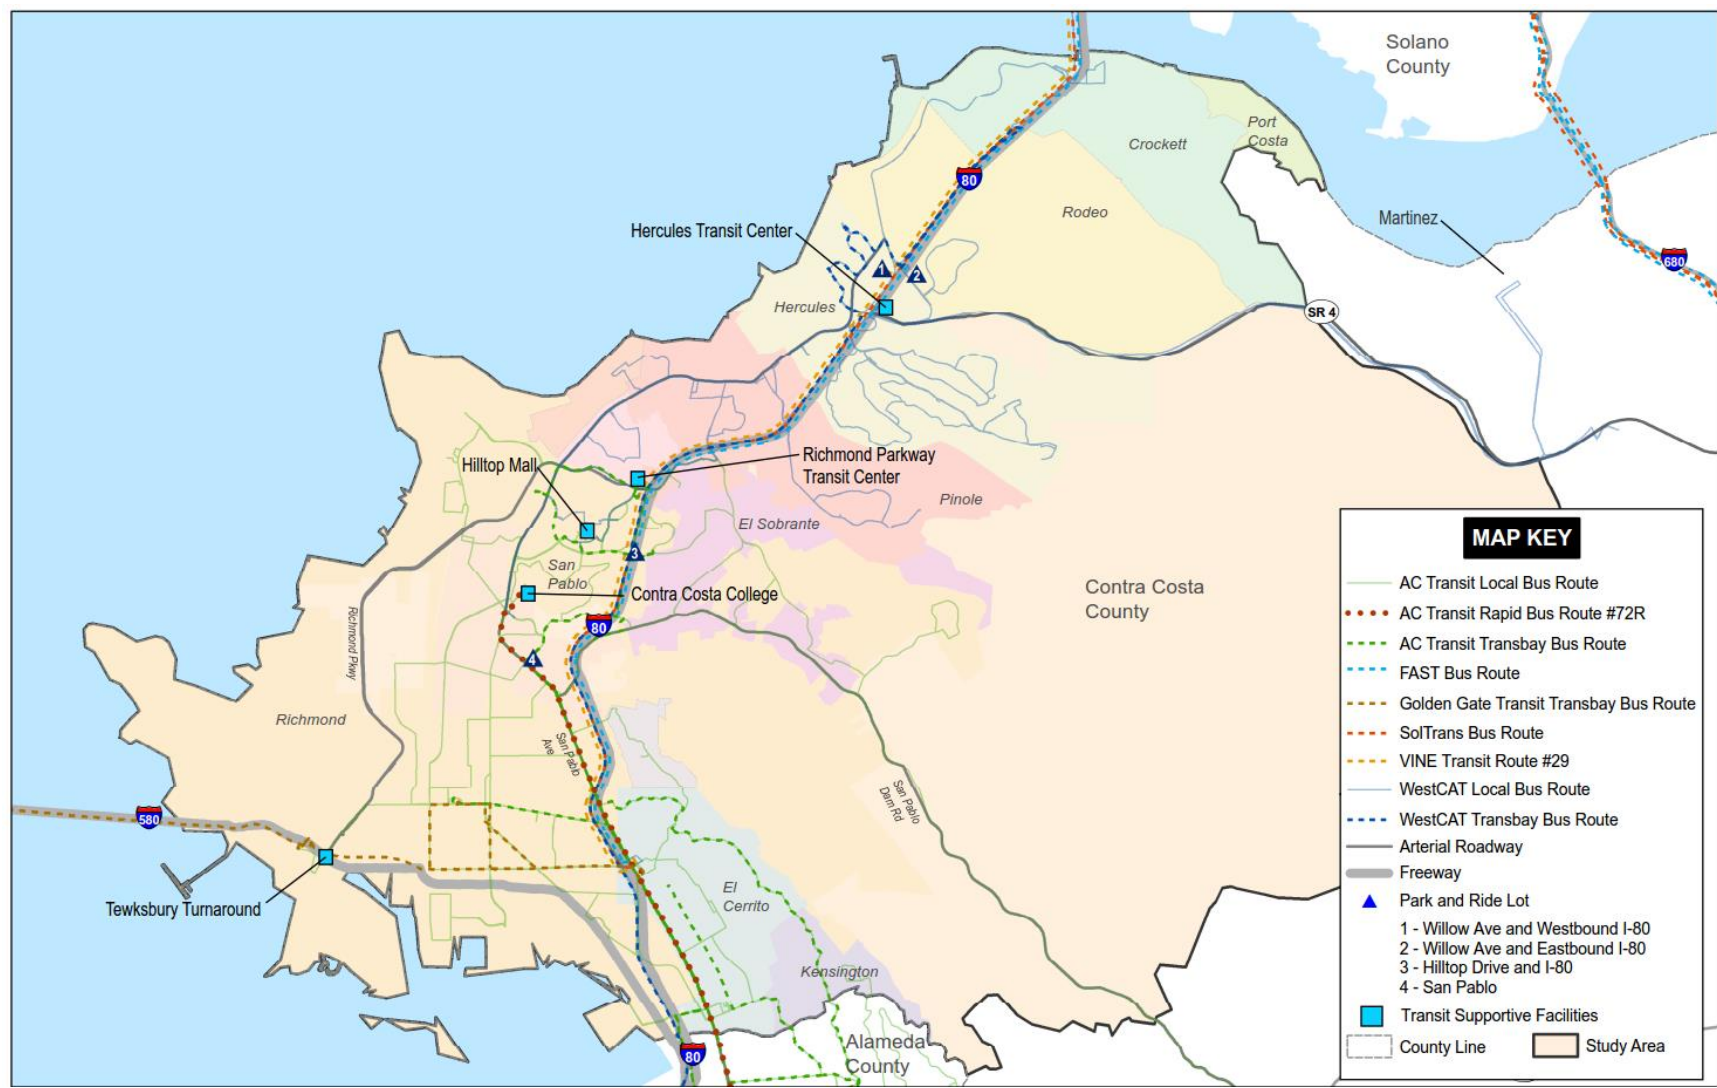 Solano
County
Port
Costa
Crockett
80
Rodeo
Martinez
Hercules Transit Center
680
1
2
Hercules
SR 4
Richmond Parkway
Transit Center
Hilltop Mall
Pinole
El Sobrante
3
San
Pablo
Contra Costa College
Contra Costa
County
80
Richmond Pkwy
4
Richmond
San Pablo
Ave
San Pablo
Dam Rd
580
Tewksbury Turnaround
El
Cerrito
Kensington
Alameda
County
80
MAP KEY
AC Transit Local Bus Route
AC Transit Rapid Bus Route #72R
AC Transit Transbay Bus Route
FAST Bus Route
Golden Gate Transit Transbay Bus Route
SolTrans Bus Route
VINE Transit Route #29
WestCAT Local Bus Route
WestCAT Transbay Bus Route
Arterial Roadway
Freeway
Park and Ride Lot
1 - Willow Ave and Westbound I-80
2 - Willow Ave and Eastbound I-80
3 - Hilltop Drive and I-80
4 - San Pablo
Transit Supportive Facilities
County Line
Study Area